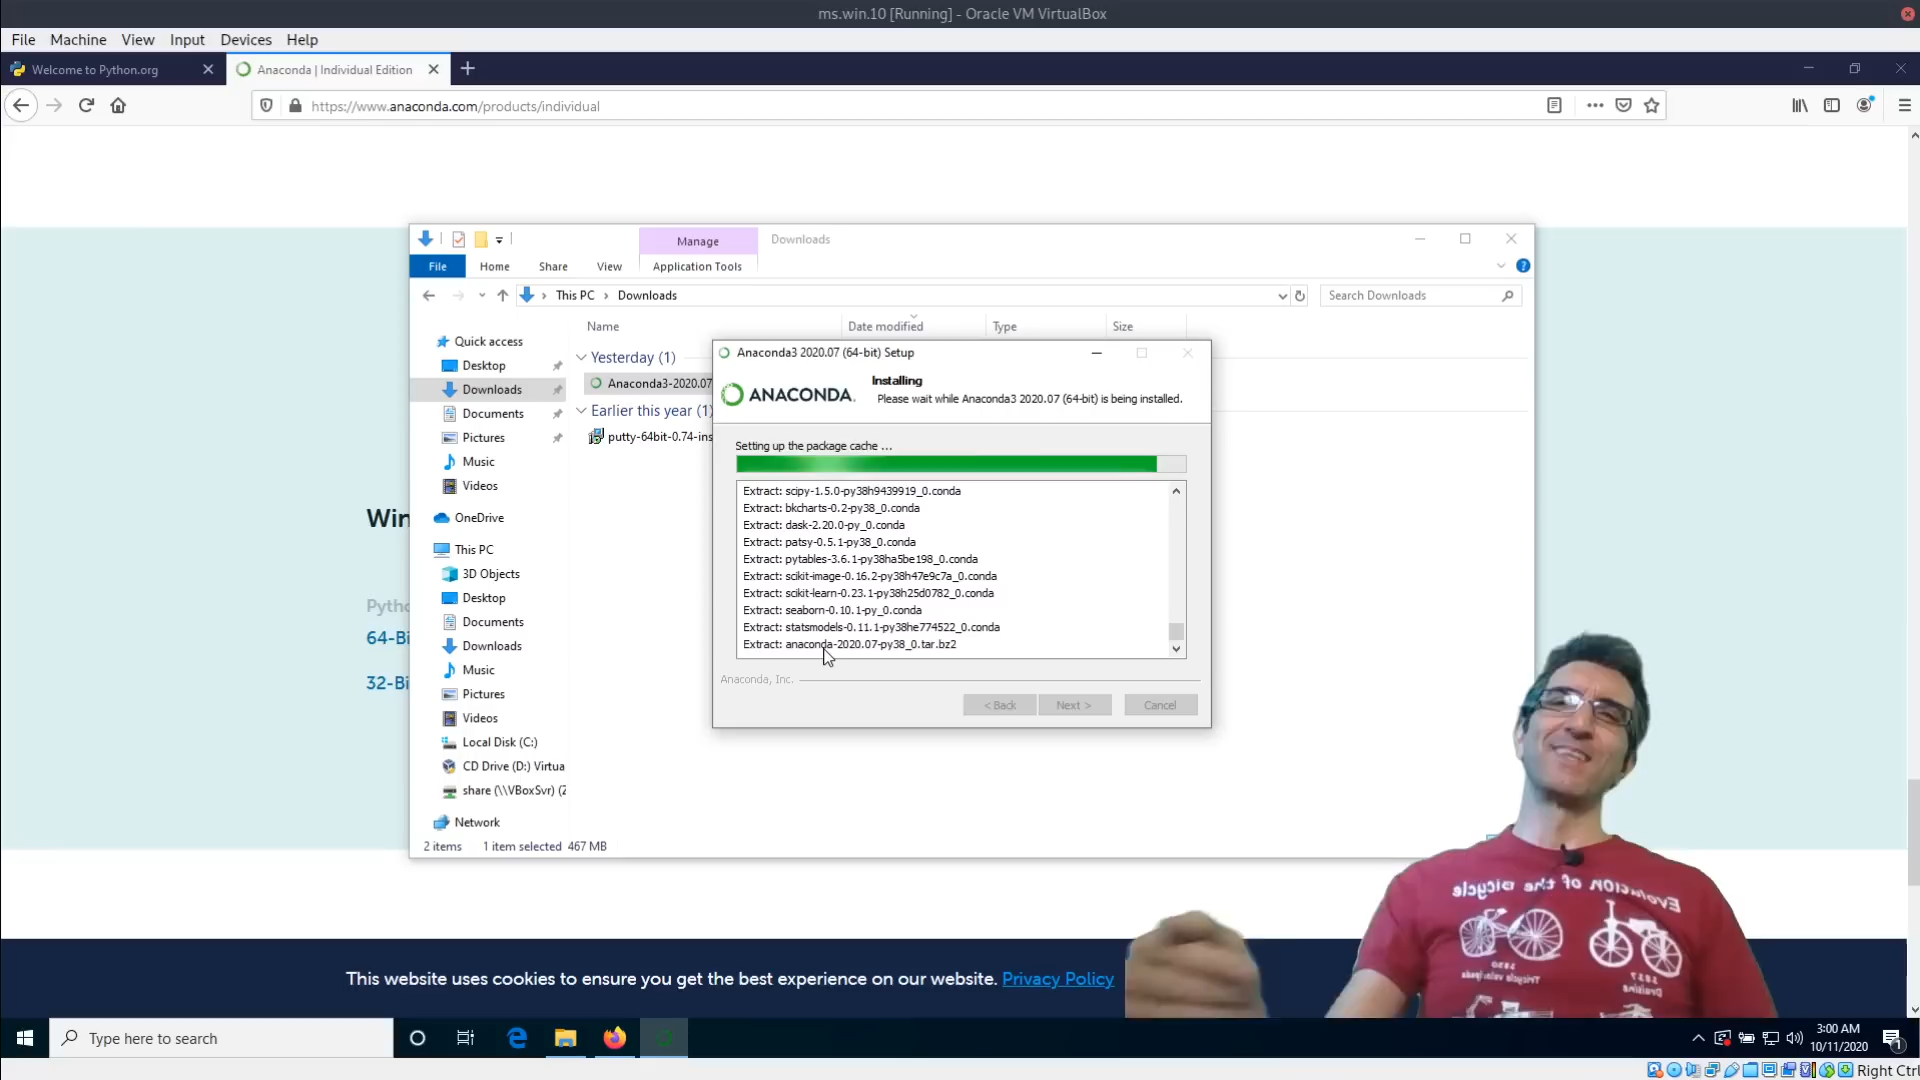 ms.win.10 [Running] - Oracle VM VirtualBox
File Machine View Input Devices Help
Welcome to Python.org
Anaconda | Individual Edition
https://www.anaconda.com/products/individual
Manage
Downloads
File Home Share View Application Tools
This PC > Downloads
Search Downloads
Name Date modified Type Size
Quick access
Desktop
Downloads
Documents
Pictures
Music
Videos
OneDrive
This PC
3D Objects
Desktop
Documents
Downloads
Music
Pictures
Videos
Local Disk (C:)
CD Drive (D:) Virtua
share (\\VBoxSvr) (Z
Network
Yesterday (1)
Anaconda3-2020.07
Earlier this year (1)
putty-64bit-0.74-ins
2 items 1 item selected 467 MB
Anaconda3 2020.07 (64-bit) Setup
ANACONDA.
Installing
Please wait while Anaconda3 2020.07 (64-bit) is being installed.
Setting up the package cache ...
Extract: scipy-1.5.0-py38h9439919_0.conda
Extract: bkcharts-0.2-py38_0.conda
Extract: dask-2.20.0-py_0.conda
Extract: patsy-0.5.1-py38_0.conda
Extract: pytables-3.6.1-py38ha5be198_0.conda
Extract: scikit-image-0.16.2-py38h47e9c7a_0.conda
Extract: scikit-learn-0.23.1-py38h25d0782_0.conda
Extract: seaborn-0.10.1-py_0.conda
Extract: statsmodels-0.11.1-py38he774522_0.conda
Extract: anaconda-2020.07-py38_0.tar.bz2
Anaconda, Inc.
< Back Next > Cancel
Win
Pytho
64-Bi
32-Bi
Evolution of the bicycle
This website uses cookies to ensure you get the best experience on our website. Privacy Policy
Type here to search
3:00 AM
10/11/2020
1
Right Ctrl